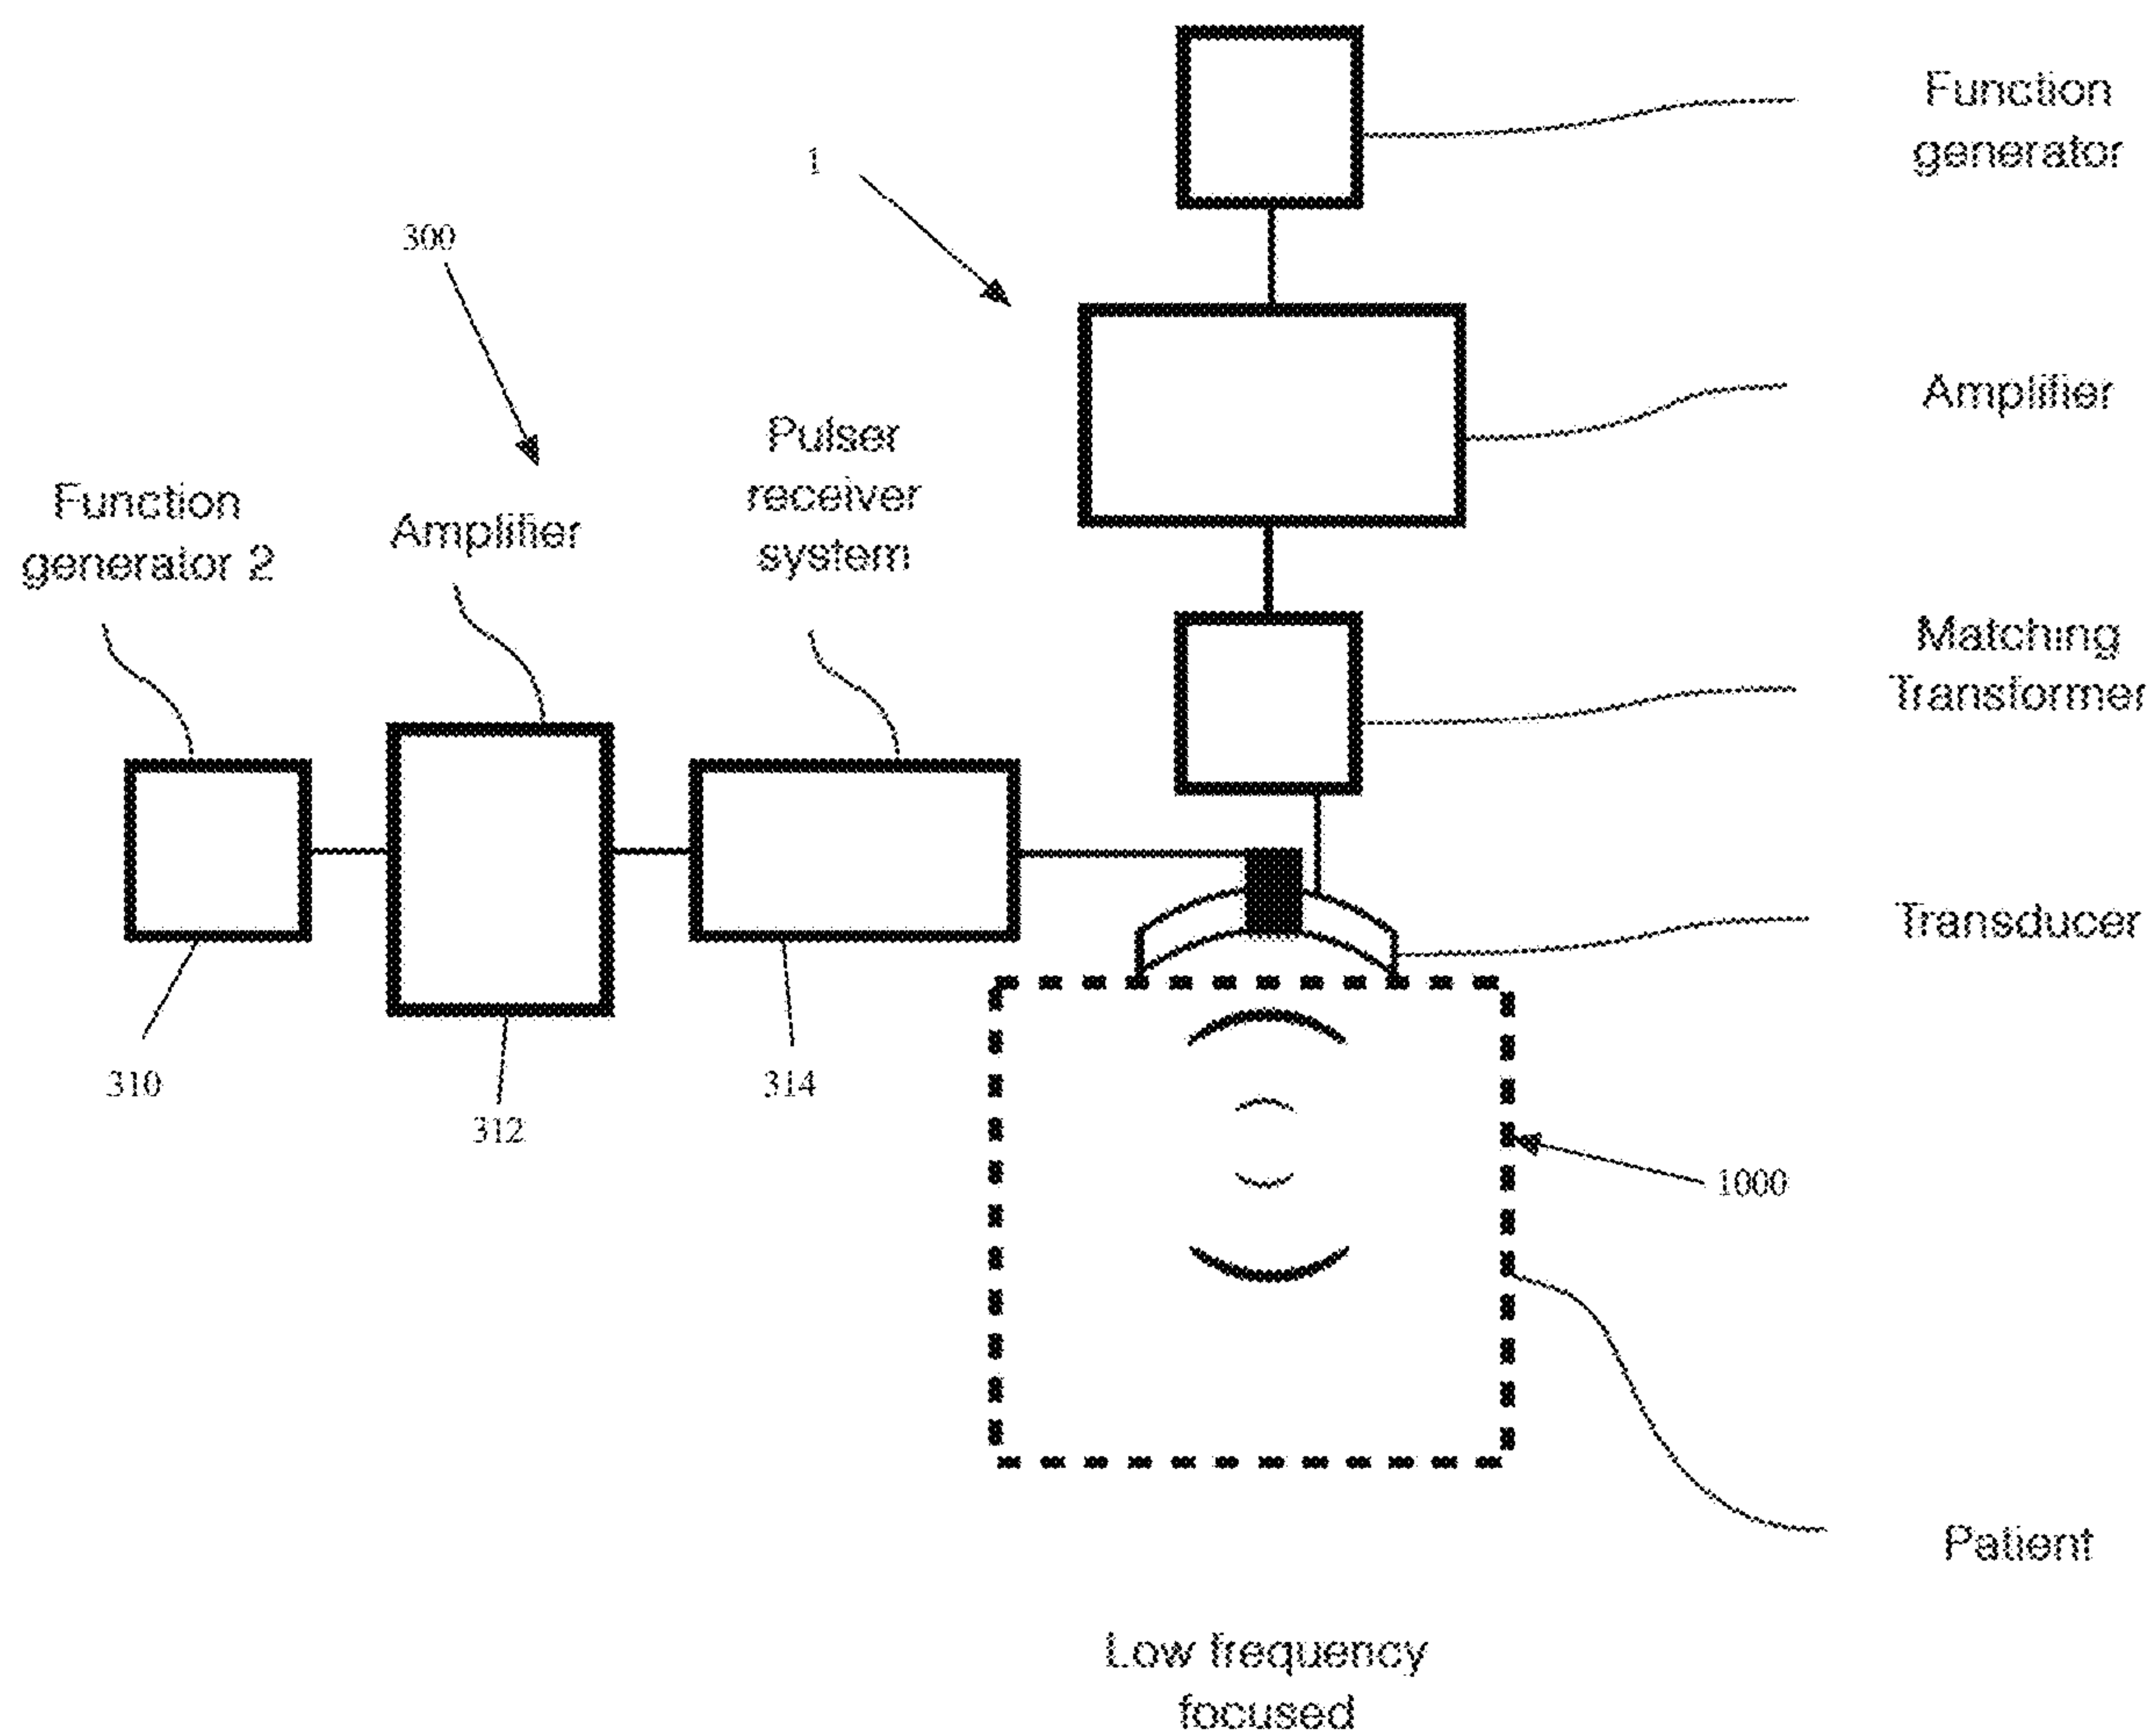 Function
generator
1
300
Amplifier
Pulser
receiver
system
Function
generator 2
Amplifier
Matching
Transformer
Transducer
310
312
314
1000
Patient
Low frequency
focused